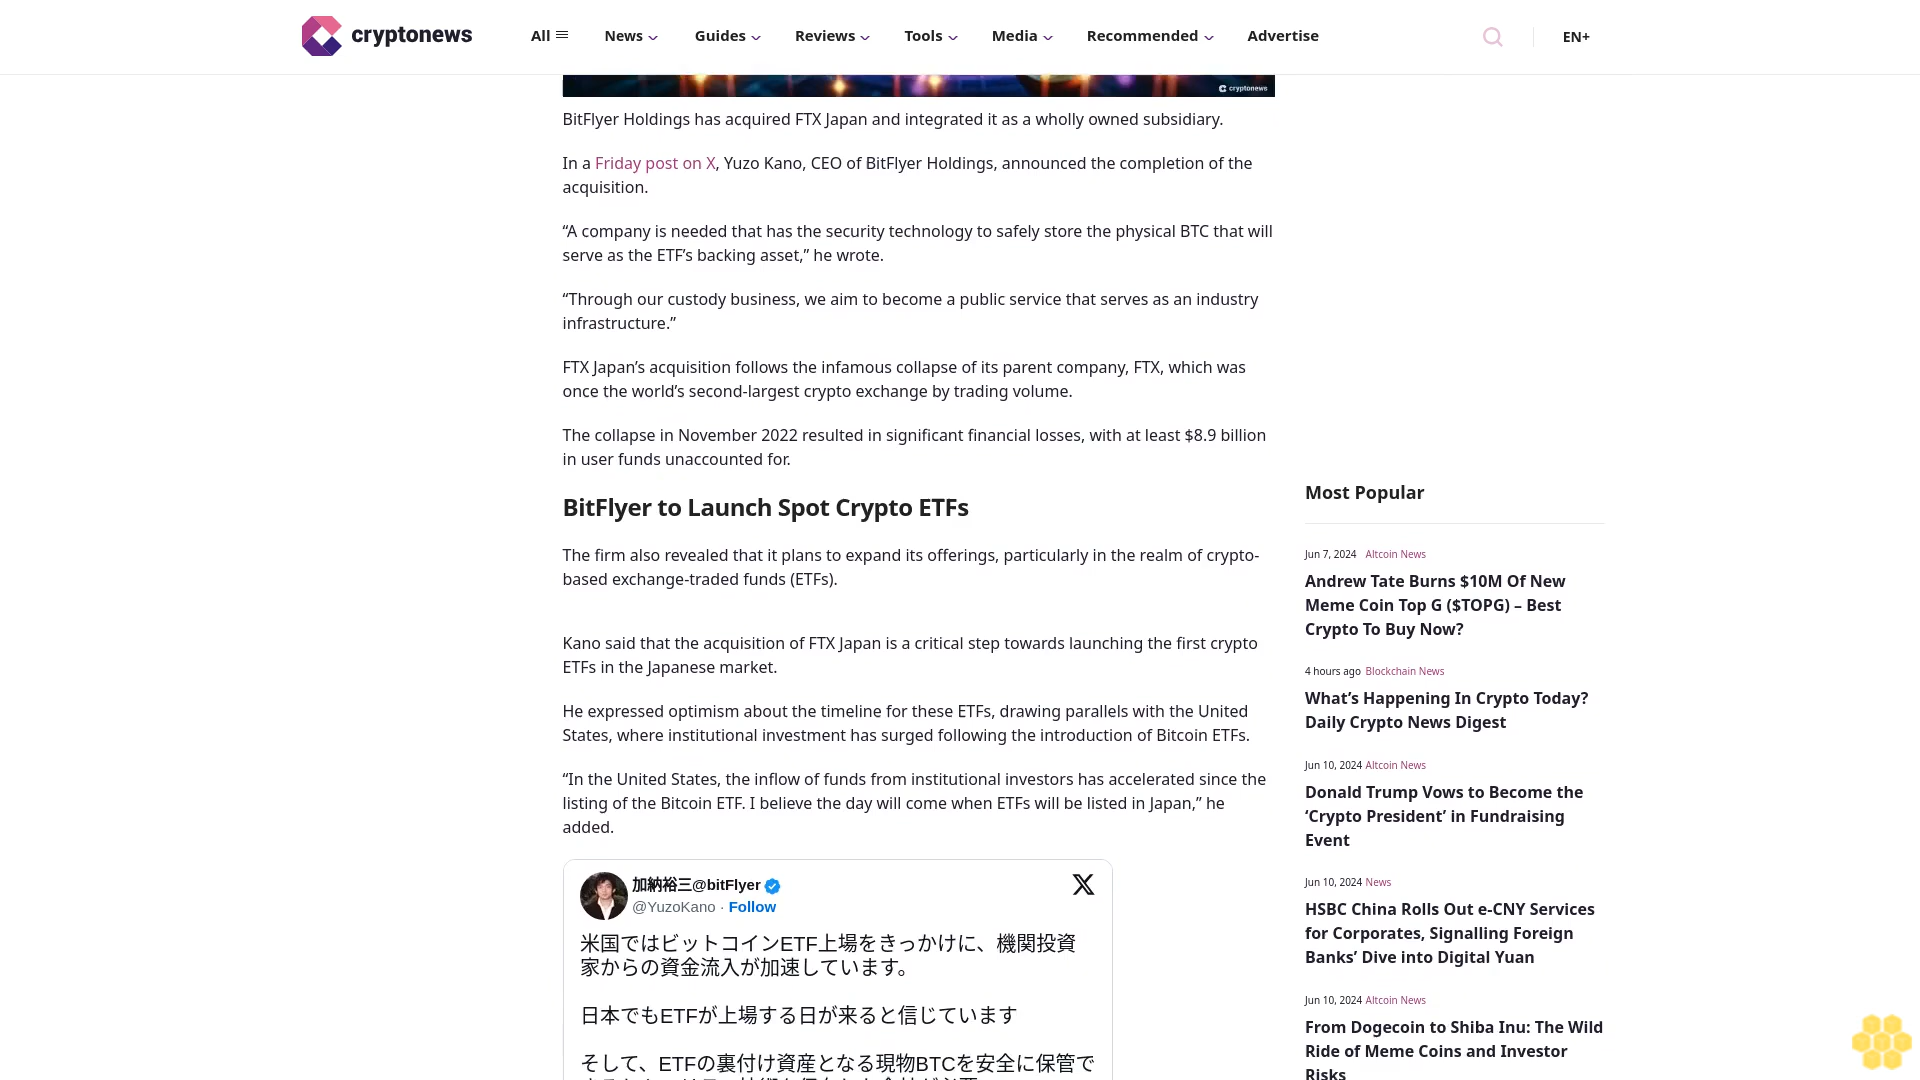 cryptonews
All
News
Guides
Reviews
Tools
Media
Recommended
Advertise
EN+
cryptonews
BitFlyer Holdings has acquired FTX Japan and integrated it as a wholly owned subsidiary.
In a Friday post on X, Yuzo Kano, CEO of BitFlyer Holdings, announced the completion of the
acquisition.
“A company is needed that has the security technology to safely store the physical BTC that will
serve as the ETF’s backing asset,” he wrote.
“Through our custody business, we aim to become a public service that serves as an industry
infrastructure.”
FTX Japan’s acquisition follows the infamous collapse of its parent company, FTX, which was
once the world’s second-largest crypto exchange by trading volume.
The collapse in November 2022 resulted in significant financial losses, with at least $8.9 billion
in user funds unaccounted for.
BitFlyer to Launch Spot Crypto ETFs
The firm also revealed that it plans to expand its offerings, particularly in the realm of crypto-
based exchange-traded funds (ETFs).
Kano said that the acquisition of FTX Japan is a critical step towards launching the first crypto
ETFs in the Japanese market.
He expressed optimism about the timeline for these ETFs, drawing parallels with the United
States, where institutional investment has surged following the introduction of Bitcoin ETFs.
“In the United States, the inflow of funds from institutional investors has accelerated since the
listing of the Bitcoin ETF. I believe the day will come when ETFs will be listed in Japan,” he
added.
加納裕三@bitFlyer
@YuzoKano · Follow
米国ではビットコインETF上場をきっかけに、機関投資
家からの資金流入が加速しています。
日本でもETFが上場する日が来ると信じています
そして、ETFの裏付け資産となる現物BTCを安全に保管で
Most Popular
Jun 7, 2024 Altcoin News
Andrew Tate Burns $10M Of New
Meme Coin Top G ($TOPG) – Best
Crypto To Buy Now?
4 hours ago Blockchain News
What’s Happening In Crypto Today?
Daily Crypto News Digest
Jun 10, 2024 Altcoin News
Donald Trump Vows to Become the
‘Crypto President’ in Fundraising
Event
Jun 10, 2024 News
HSBC China Rolls Out e-CNY Services
for Corporates, Signalling Foreign
Banks’ Dive into Digital Yuan
Jun 10, 2024 Altcoin News
From Dogecoin to Shiba Inu: The Wild
Ride of Meme Coins and Investor
Risks